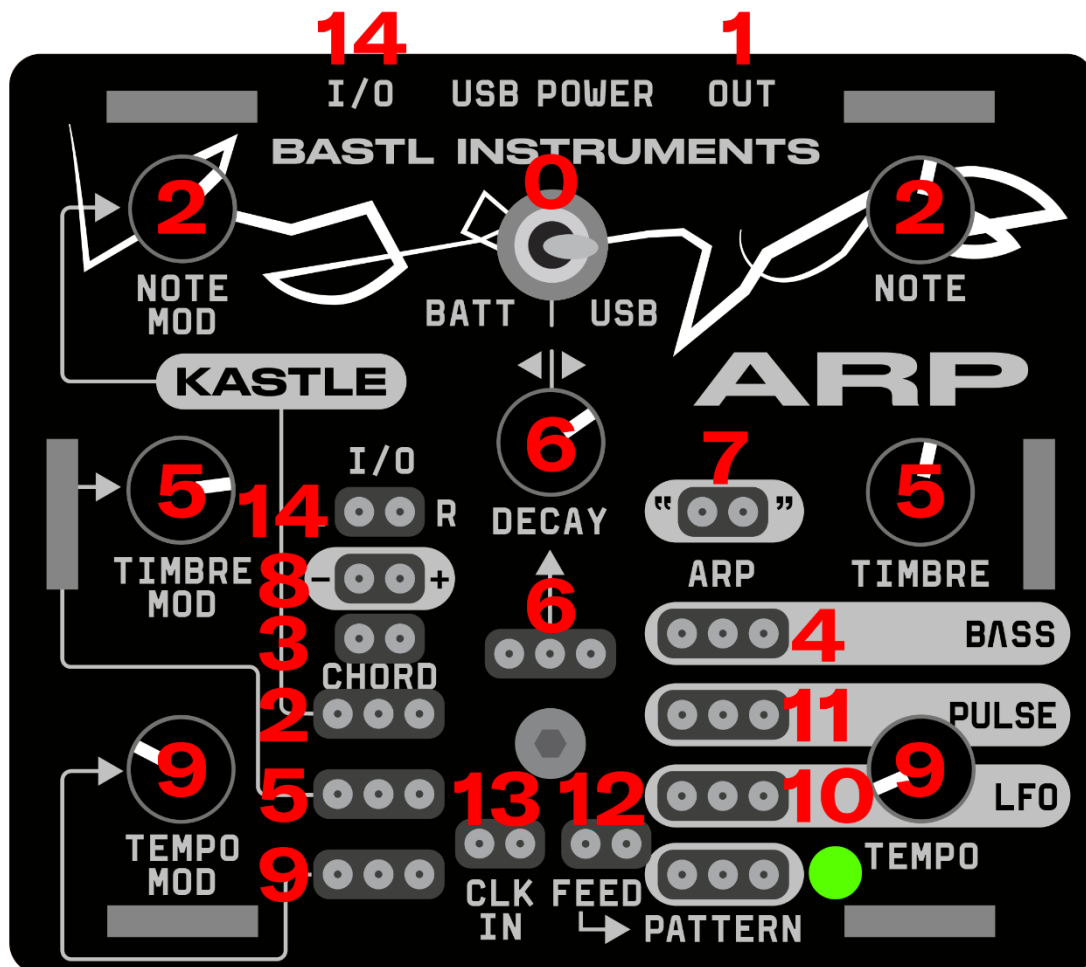 14 1
I/O USB POWER OUT
BASTL INSTRUMENTS
2 0 2
NOTE MOD
BATT USB
NOTE
KASTLE
ARP
5 6 7 5
I/O
14 R
DECAY
" "
TIMBRE MOD
8 - +
ARP
TIMBRE
3
CHORD
6
4 BASS
2
11 PULSE
9
TEMPO MOD
5
13 12
10 9 LFO
9
CLK IN
FEED
PATTERN
TEMPO